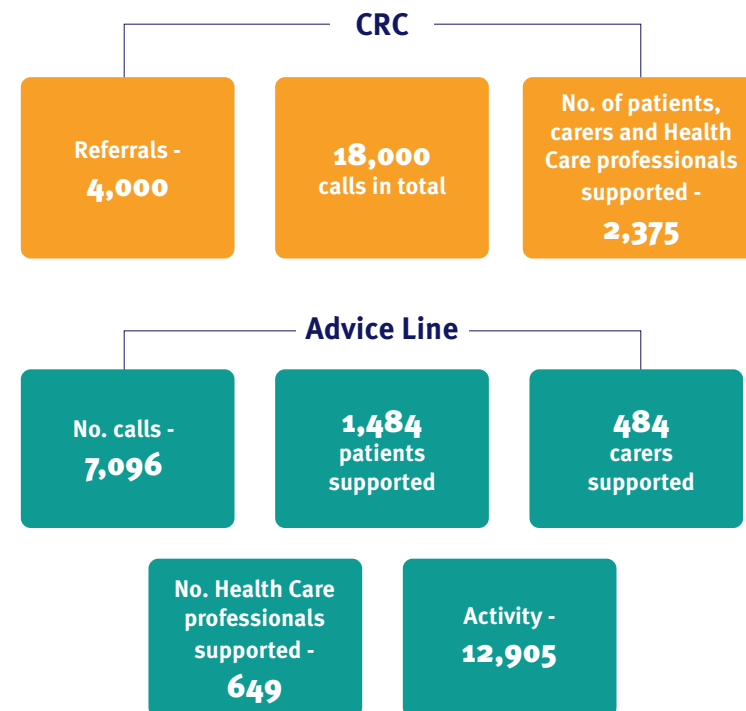 CRC
Referrals -
4,000
18,000
calls in total
No. of patients,
carers and Health
Care professionals
supported -
2,375
Advice Line
No. calls -
7,096
1,484
patients
supported
484
carers
supported
No. Health Care
professionals
supported -
649
Activity -
12,905